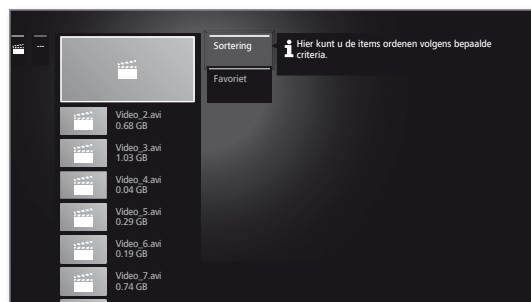 ...
Sortering
Hier kunt u de items ordenen volgens bepaalde
criteria.
Favoriet
Video_2.avi
0.68 GB
Video_3.avi
1.03 GB
Video_4.avi
0.04 GB
Video_5.avi
0.29 GB
Video_6.avi
0.19 GB
Video_7.avi
0.74 GB